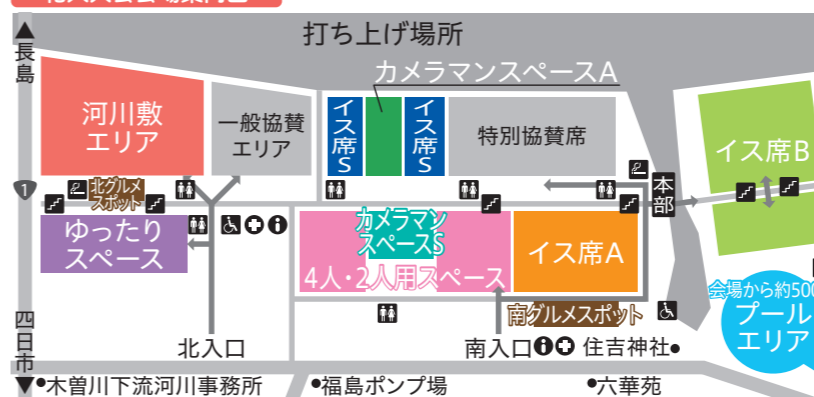 打ち上げ場所
▲
長島
カメラマンスペースA
河川敷
エリア
一般協賛
エリア
イス席S
イス席S
特別協賛席
イス席B
1
北グルメ
スポット
本部
ゆったり
スペース
カメラマン
スペースS
4人・2人用スペース
イス席A
会場から約500
プール
エリア
南グルメスポット
四日市
▼
北入口
南入口
住吉神社●
●木曽川下流河川事務所
●福島ポンプ場
●六華苑